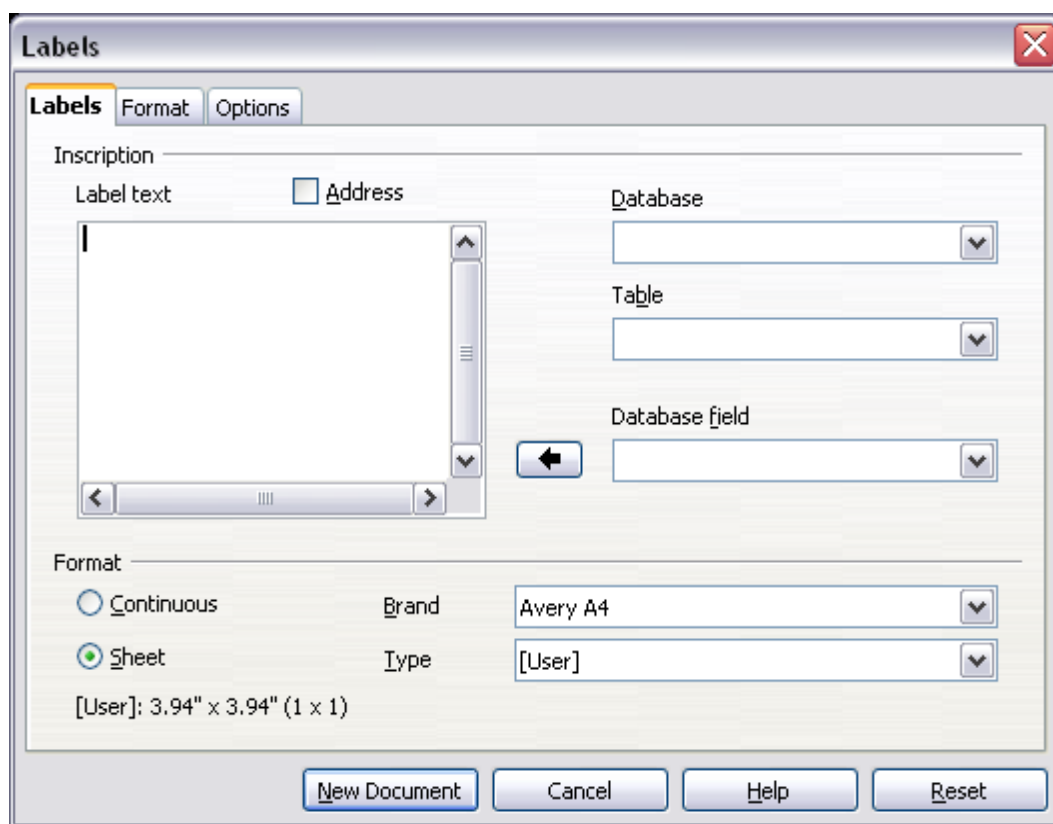 Labels
Labels Format Options
Inscription
Label text Address Database
Table
Database field
Format
Continuous Brand Avery A4
Sheet Type [User]
[User]: 3.94" x 3.94" (1 x 1)
New Document Cancel Help Reset